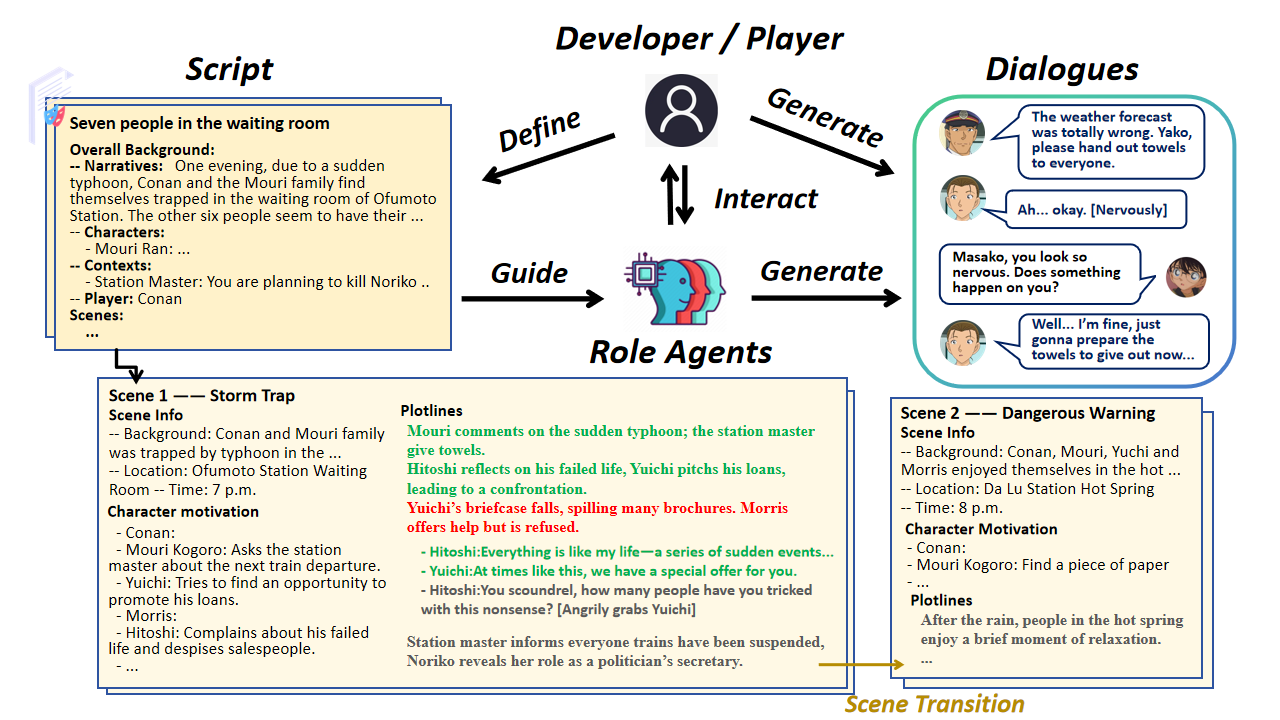 Developer / Player
Script
Dialogues
Define
Generate
Interact
Guide
Generate
Role Agents
Seven people in the waiting room
Overall Background:
-- Narratives: One evening, due to a sudden
typhoon, Conan and the Mouri family find
themselves trapped in the waiting room of Ofumoto
Station. The other six people seem to have their ...
-- Characters:
- Mouri Ran: ...
-- Contexts:
- Station Master: You are planning to kill Noriko ..
-- Player: Conan
Scenes:
...
The weather forecast
was totally wrong. Yako,
please hand out towels
to everyone.
Ah... okay. [Nervously]
Masako, you look so
nervous. Does something
happen on you?
Well... I'm fine, just
gonna prepare the
towels to give out now...
Scene 1 —— Storm Trap
Scene Info
-- Background: Conan and Mouri family
was trapped by typhoon in the ...
-- Location: Ofumoto Station Waiting
Room -- Time: 7 p.m.
Character motivation
- Conan:
- Mouri Kogoro: Asks the station
master about the next train departure.
- Yuichi: Tries to find an opportunity to
promote his loans.
- Morris:
- Hitoshi: Complains about his failed
life and despises salespeople.
- ...
Plotlines
Mouri comments on the sudden typhoon; the station master
give towels.
Hitoshi reflects on his failed life, Yuichi pitchs his loans,
leading to a confrontation.
Yuichi's briefcase falls, spilling many brochures. Morris
offers help but is refused.
- Hitoshi:Everything is like my life—a series of sudden events...
- Yuichi:At times like this, we have a special offer for you.
- Hitoshi:You scoundrel, how many people have you tricked
with this nonsense? [Angrily grabs Yuichi]
Station master informs everyone trains have been suspended,
Noriko reveals her role as a politician's secretary.
Scene 2 —— Dangerous Warning
Scene Info
-- Background: Conan, Mouri, Yuchi and
Morris enjoyed themselves in the hot ...
-- Location: Da Lu Station Hot Spring
-- Time: 8 p.m.
Character Motivation
- Conan:
- Mouri Kogoro: Find a piece of paper
- ...
Plotlines
After the rain, people in the hot spring
enjoy a brief moment of relaxation.
...
Scene Transition